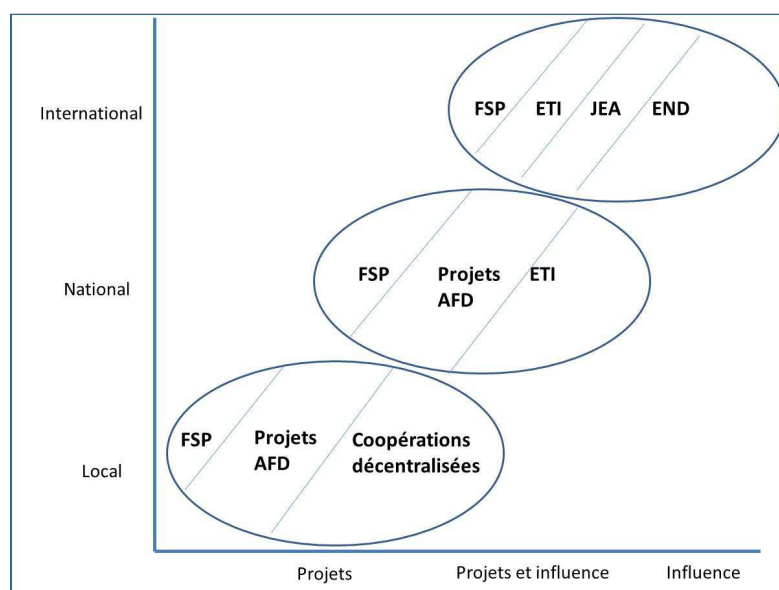 International
FSP ETI JEA END
National
FSP Projets ETI
AFD
Local
FSP Projets Coopérations
AFD décentralisées
Projets Projets et influence Influence